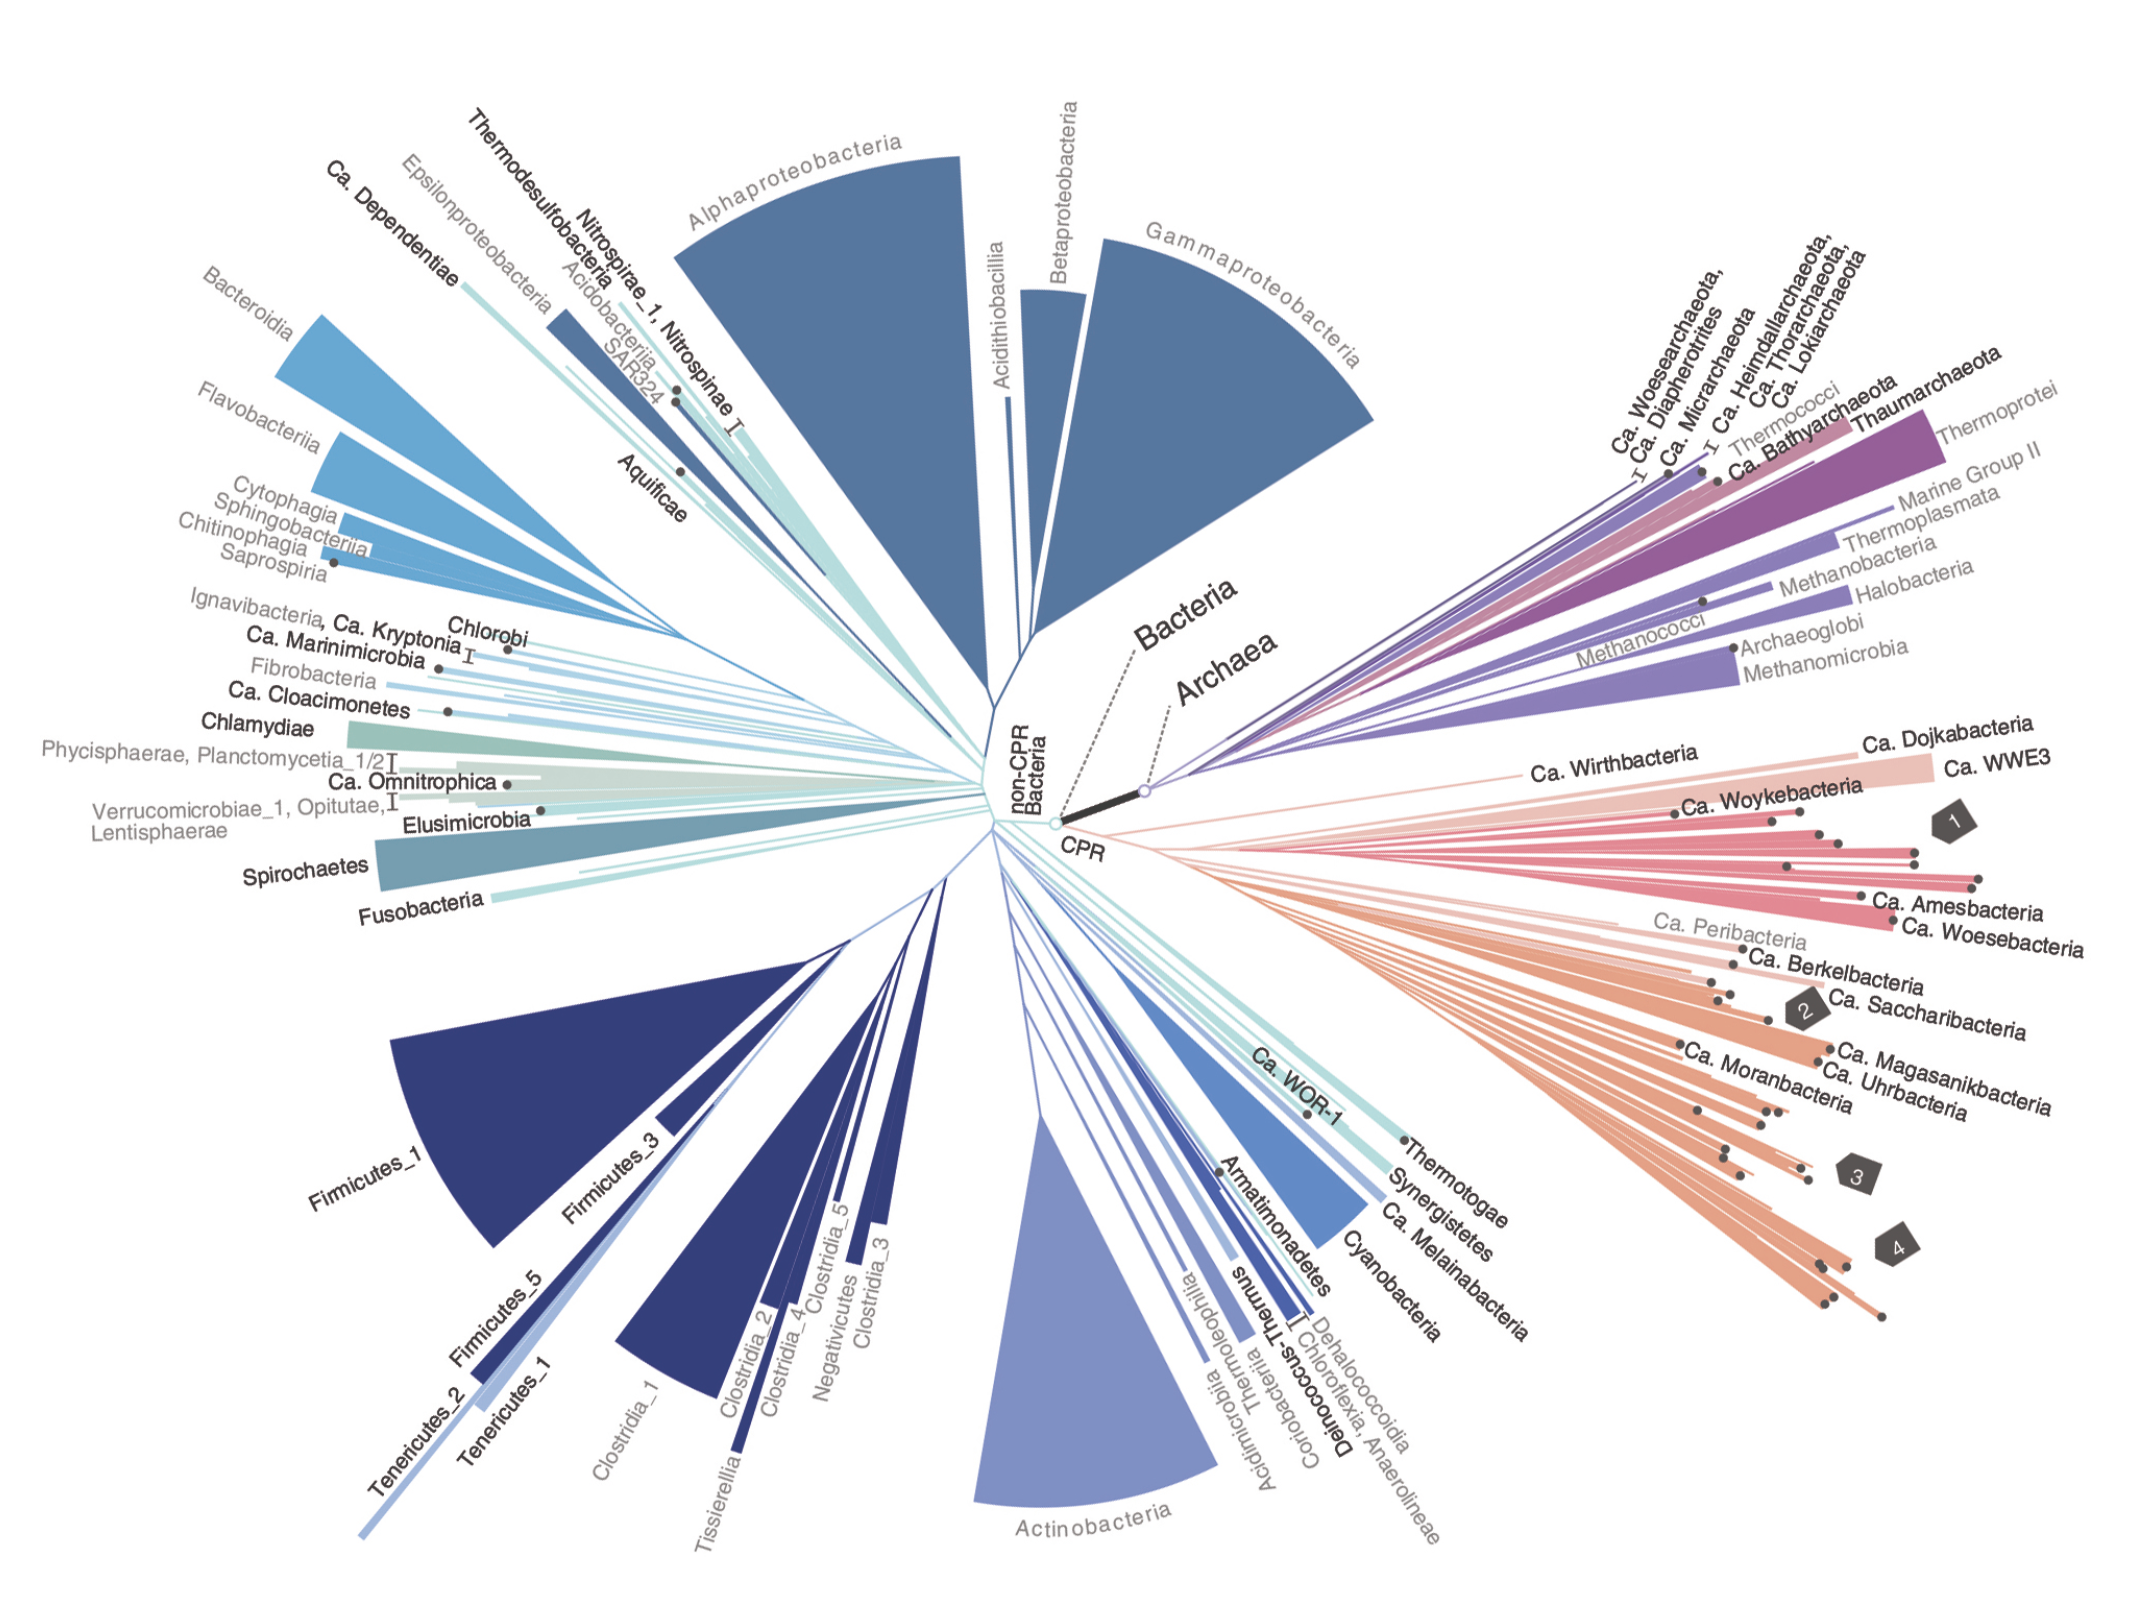 Alphaproteobacteria
Betaproteobacteria
Acidithiobacillia
Gammaproteobacteria
Thermodesulfobacteria
Nitrospirae_1, Nitrospinae
Acidobacteriia
SAR324
Epsilonproteobacteria
Ca. Dependentiae
Aquificae
Bacteroidia
Flavobacteriia
Cytophagia
Sphingobacteriia
Chitinophagia
Saprospiria
Chlorobi
Ignavibacteria, Ca. Kryptonia
Ca. Marinimicrobia
Fibrobacteria
Ca. Cloacimonetes
Chlamydiae
Phycisphaerae, Planctomycetia_1/2
Ca. Omnitrophica
Verrucomicrobiae_1, Opitutae,
Lentisphaerae
Elusimicrobia
Spirochaetes
Fusobacteria
Firmicutes_1
Firmicutes_3
Firmicutes_5
Tenericutes_2
Tenericutes_1
Clostridia_1
Tissierellia
Clostridia_2
Clostridia_4
Clostridia_5
Negativicutes
Clostridia_3
Actinobacteria
Acidimicrobiia
Thermoleophilia
Coriobacteriia
Deinococcus-Thermus
Chloroflexia, Anaerolineae
Dehalococcoidia
Armatimonadetes
Cyanobacteria
Ca. Melainabacteria
Synergistetes
Thermotogae
Ca. WOR-1
non-CPR
Bacteria
CPR
Bacteria
Archaea
Ca. Woesearchaeota,
Ca. Diapherotrites
Ca. Micrarchaeota
Ca. Heimdallarchaeota,
Ca. Thorarchaeota,
Ca. Lokiarchaeota
Thermococci
Ca. Bathyarchaeota
Thaumarchaeota
Thermoprotei
Marine Group II
Thermoplasmata
Methanobacteria
Halobacteria
Methanococci
Archaeoglobi
Methanomicrobia
Ca. Wirthbacteria
Ca. Dojkabacteria
Ca. WWE3
Ca. Woykebacteria
1
Ca. Amesbacteria
Ca. Woesebacteria
Ca. Peribacteria
Ca. Berkelbacteria
Ca. Saccharibacteria
2
Ca. Magasanikbacteria
Ca. Uhrbacteria
Ca. Moranbacteria
3
4